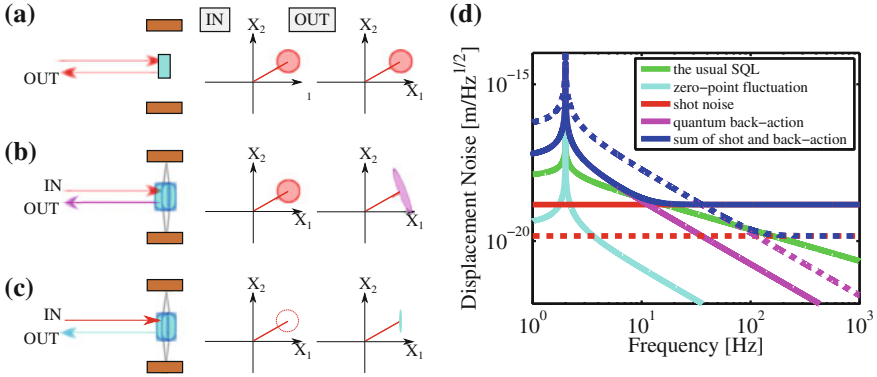 (a)
IN
OUT
X₂
X₂
OUT
₁
X₁
(b)
IN
OUT
X₂
X₂
X₁
X₁
(c)
IN
OUT
X₂
X₂
X₁
X₁
(d)
Displacement Noise [m/Hz^1/2]
10^-15
10^-20
the usual SQL
zero-point fluctuation
shot noise
quantum back-action
sum of shot and back-action
10^0
10^1
10^2
10^3
Frequency [Hz]